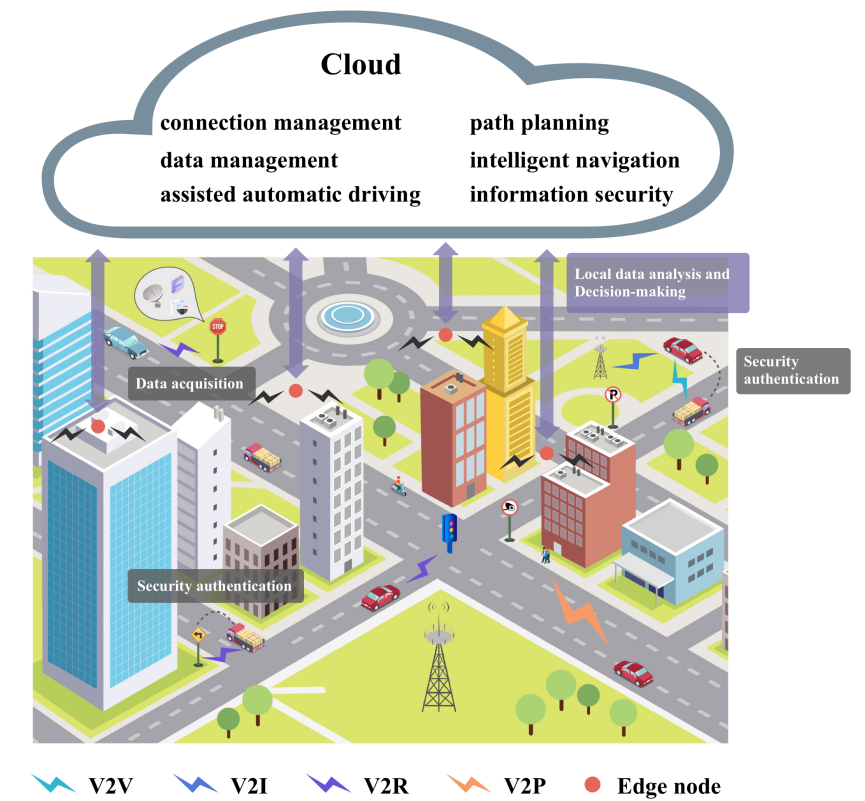 Cloud
connection management
path planning
data management
intelligent navigation
assisted automatic driving
information security
Local data analysis and
Decision-making
STOP
Data acquisition
Security
authentication
P
Security authentication
V2V
V2I
V2R
V2P
Edge node